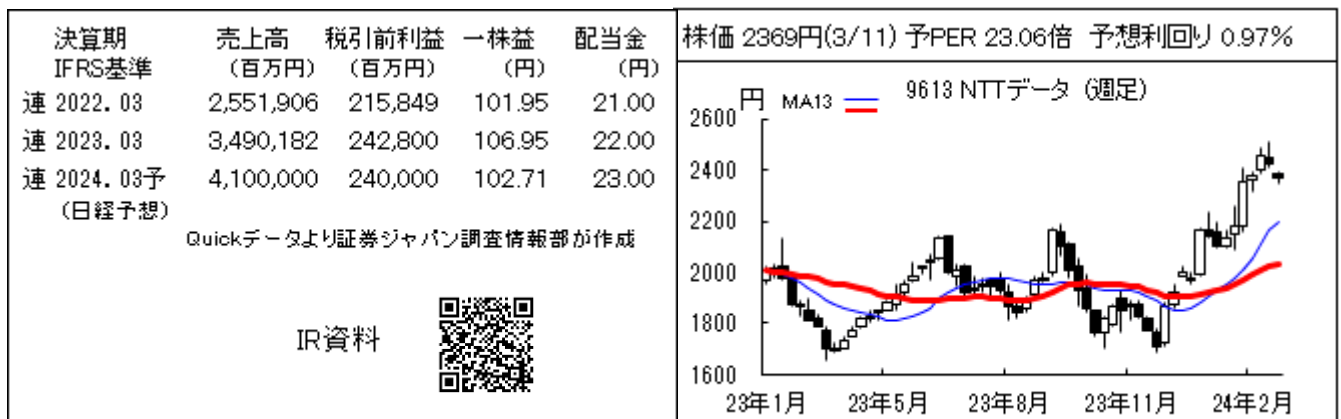 決算期 売上高 税引前利益 一株益 配当金
IFRS基準 (百万円) (百万円) (円) (円)
連 2022.03 2,551,906 215,849 101.95 21.00
連 2023.03 3,490,182 242,800 106.95 22.00
連 2024.03予 4,100,000 240,000 102.71 23.00
(日経予想)
Quickデータより証券ジャパン調査情報部が作成
IR資料
株価 2369円(3/11) 予PER 23.06倍 予想利回り 0.97%
円 MA13 9613 NTTデータ (週足)
2600
2400
2200
2000
1800
1600
23年1月 23年5月 23年8月 23年11月 24年2月